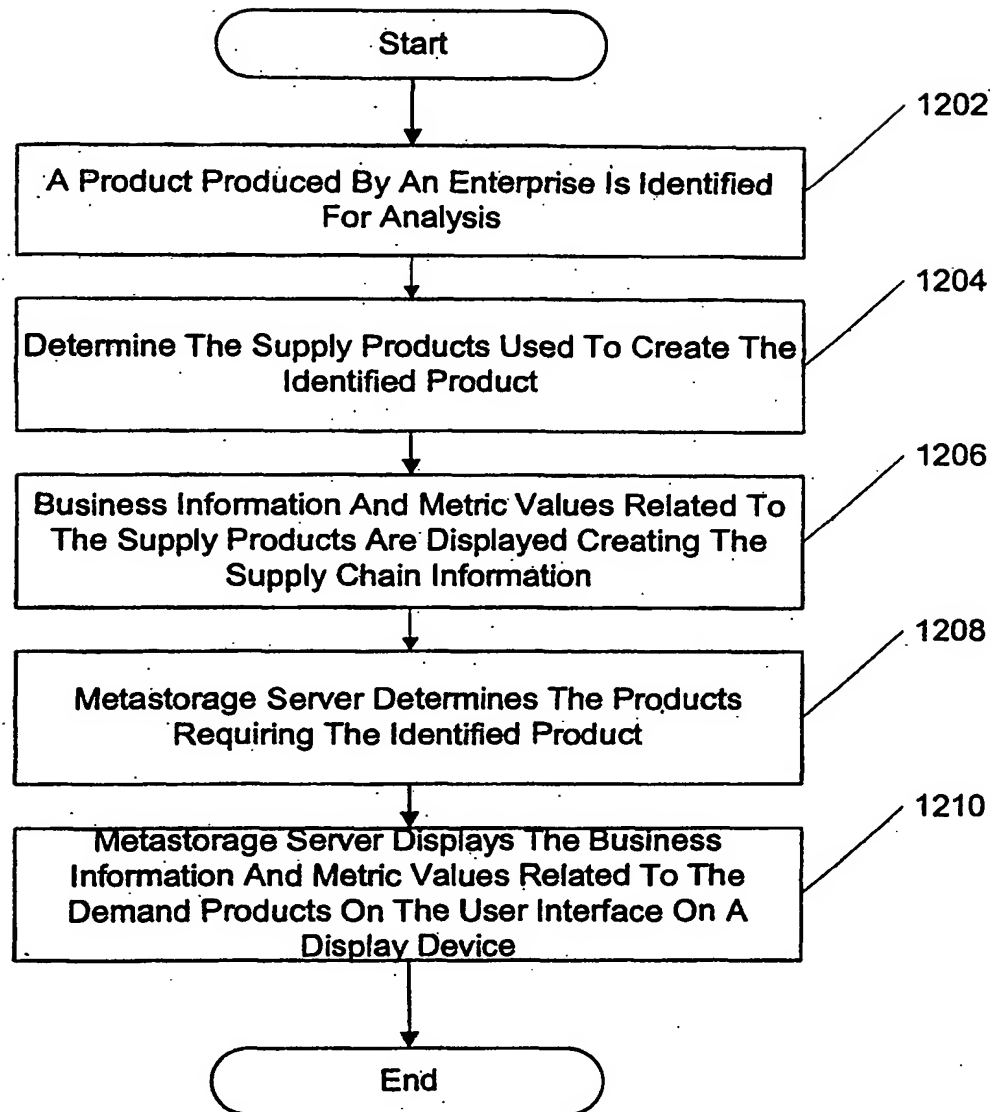 Start
1202
A Product Produced By An Enterprise Is Identified
For Analysis
1204
Determine The Supply Products Used To Create The
Identified Product
1206
Business Information And Metric Values Related To
The Supply Products Are Displayed Creating The
Supply Chain Information
1208
Metastorage Server Determines The Products
Requiring The Identified Product
1210
Metastorage Server Displays The Business
Information And Metric Values Related To The
Demand Products On The User Interface On A
Display Device
End